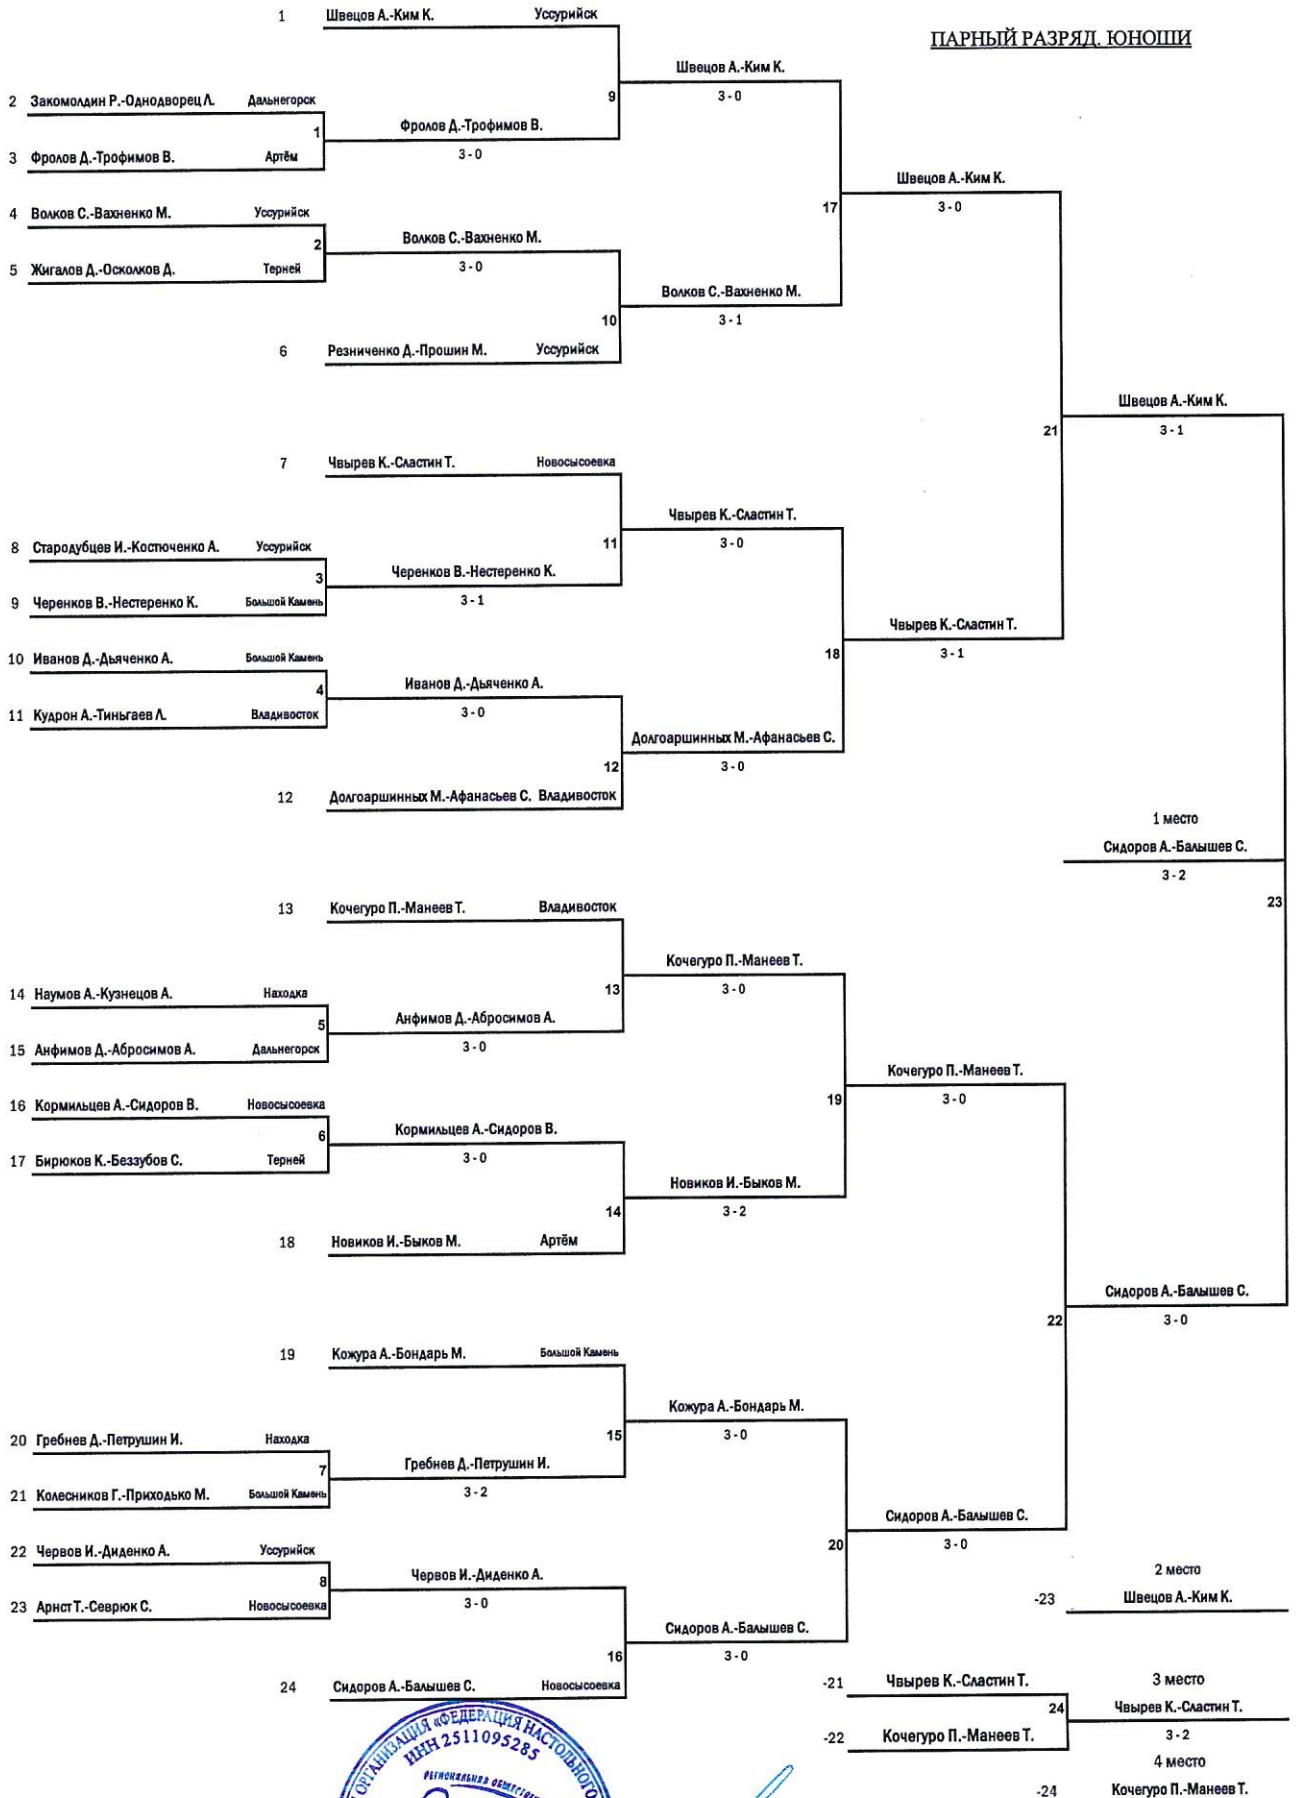 1 Швецов А.-Ким К. Уссурийск
ПАРНЫЙ РАЗРЯД. ЮНОШИ
Швецов А.-Ким К.
9 3 - 0
2 Закомолдин Р.-Однодворец Л. Дальнегорск
1 Фролов Д.-Трофимов В.
3 - 0
3 Фролов Д.-Трофимов В. Артём
Швецов А.-Ким К.
17 3 - 0
4 Волков С.-Вахненко М. Уссурийск
2 Волков С.-Вахненко М.
3 - 0
5 Жигалов Д.-Осколков Д. Терней
Волков С.-Вахненко М.
10 3 - 1
6 Резниченко Д.-Прошин М. Уссурийск
Швецов А.-Ким К.
21 3 - 1
7 Чвырев К.-Сластин Т. Новосысоевка
Чвырев К.-Сластин Т.
11 3 - 0
8 Стародубцев И.-Костюченко А. Уссурийск
3 Черенков В.-Нестеренко К.
3 - 1
9 Черенков В.-Нестеренко К. Большой Камень
Чвырев К.-Сластин Т.
18 3 - 1
10 Иванов Д.-Дьяченко А. Большой Камень
4 Иванов Д.-Дьяченко А.
3 - 0
11 Кудрон А.-Тиньгаев Л. Владивосток
Долгоаршинных М.-Афанасьев С.
12 3 - 0
12 Долгоаршинных М.-Афанасьев С. Владивосток
1 место
Сидоров А.-Балышев С.
3 - 2
23
13 Кочегуро П.-Манеев Т. Владивосток
Кочегуро П.-Манеев Т.
13 3 - 0
14 Наумов А.-Кузнецов А. Находка
5 Анфимов Д.-Абросимов А.
3 - 0
15 Анфимов Д.-Абросимов А. Дальнегорск
Кочегуро П.-Манеев Т.
19 3 - 0
16 Кормильцев А.-Сидоров В. Новосысоевка
6 Кормильцев А.-Сидоров В.
3 - 0
17 Бирюков К.-Беззубов С. Терней
Новиков И.-Быков М.
14 3 - 2
18 Новиков И.-Быков М. Артём
Сидоров А.-Балышев С.
22 3 - 0
19 Кожура А.-Бондарь М. Большой Камень
Кожура А.-Бондарь М.
15 3 - 0
20 Гребнев Д.-Петрушин И. Находка
7 Гребнев Д.-Петрушин И.
3 - 2
21 Колесников Г.-Приходько М. Большой Камень
Сидоров А.-Балышев С.
20 3 - 0
22 Червов И.-Диденко А. Уссурийск
8 Червов И.-Диденко А.
3 - 0
23 Арнст Т.-Севрюк С. Новосысоевка
2 место
-23 Швецов А.-Ким К.
Сидоров А.-Балышев С.
16 3 - 0
24 Сидоров А.-Балышев С. Новосысоевка
-21 Чвырев К.-Сластин Т. 3 место
24 Чвырев К.-Сластин Т.
-22 Кочегуро П.-Манеев Т. 3 - 2
4 место
-24 Кочегуро П.-Манеев Т.
ОРГАНИЗАЦИЯ «ФЕДЕРАЦИЯ НАСТОЛЬНОГО
ИНН 2511095285
РЕГИОНАЛЬНАЯ